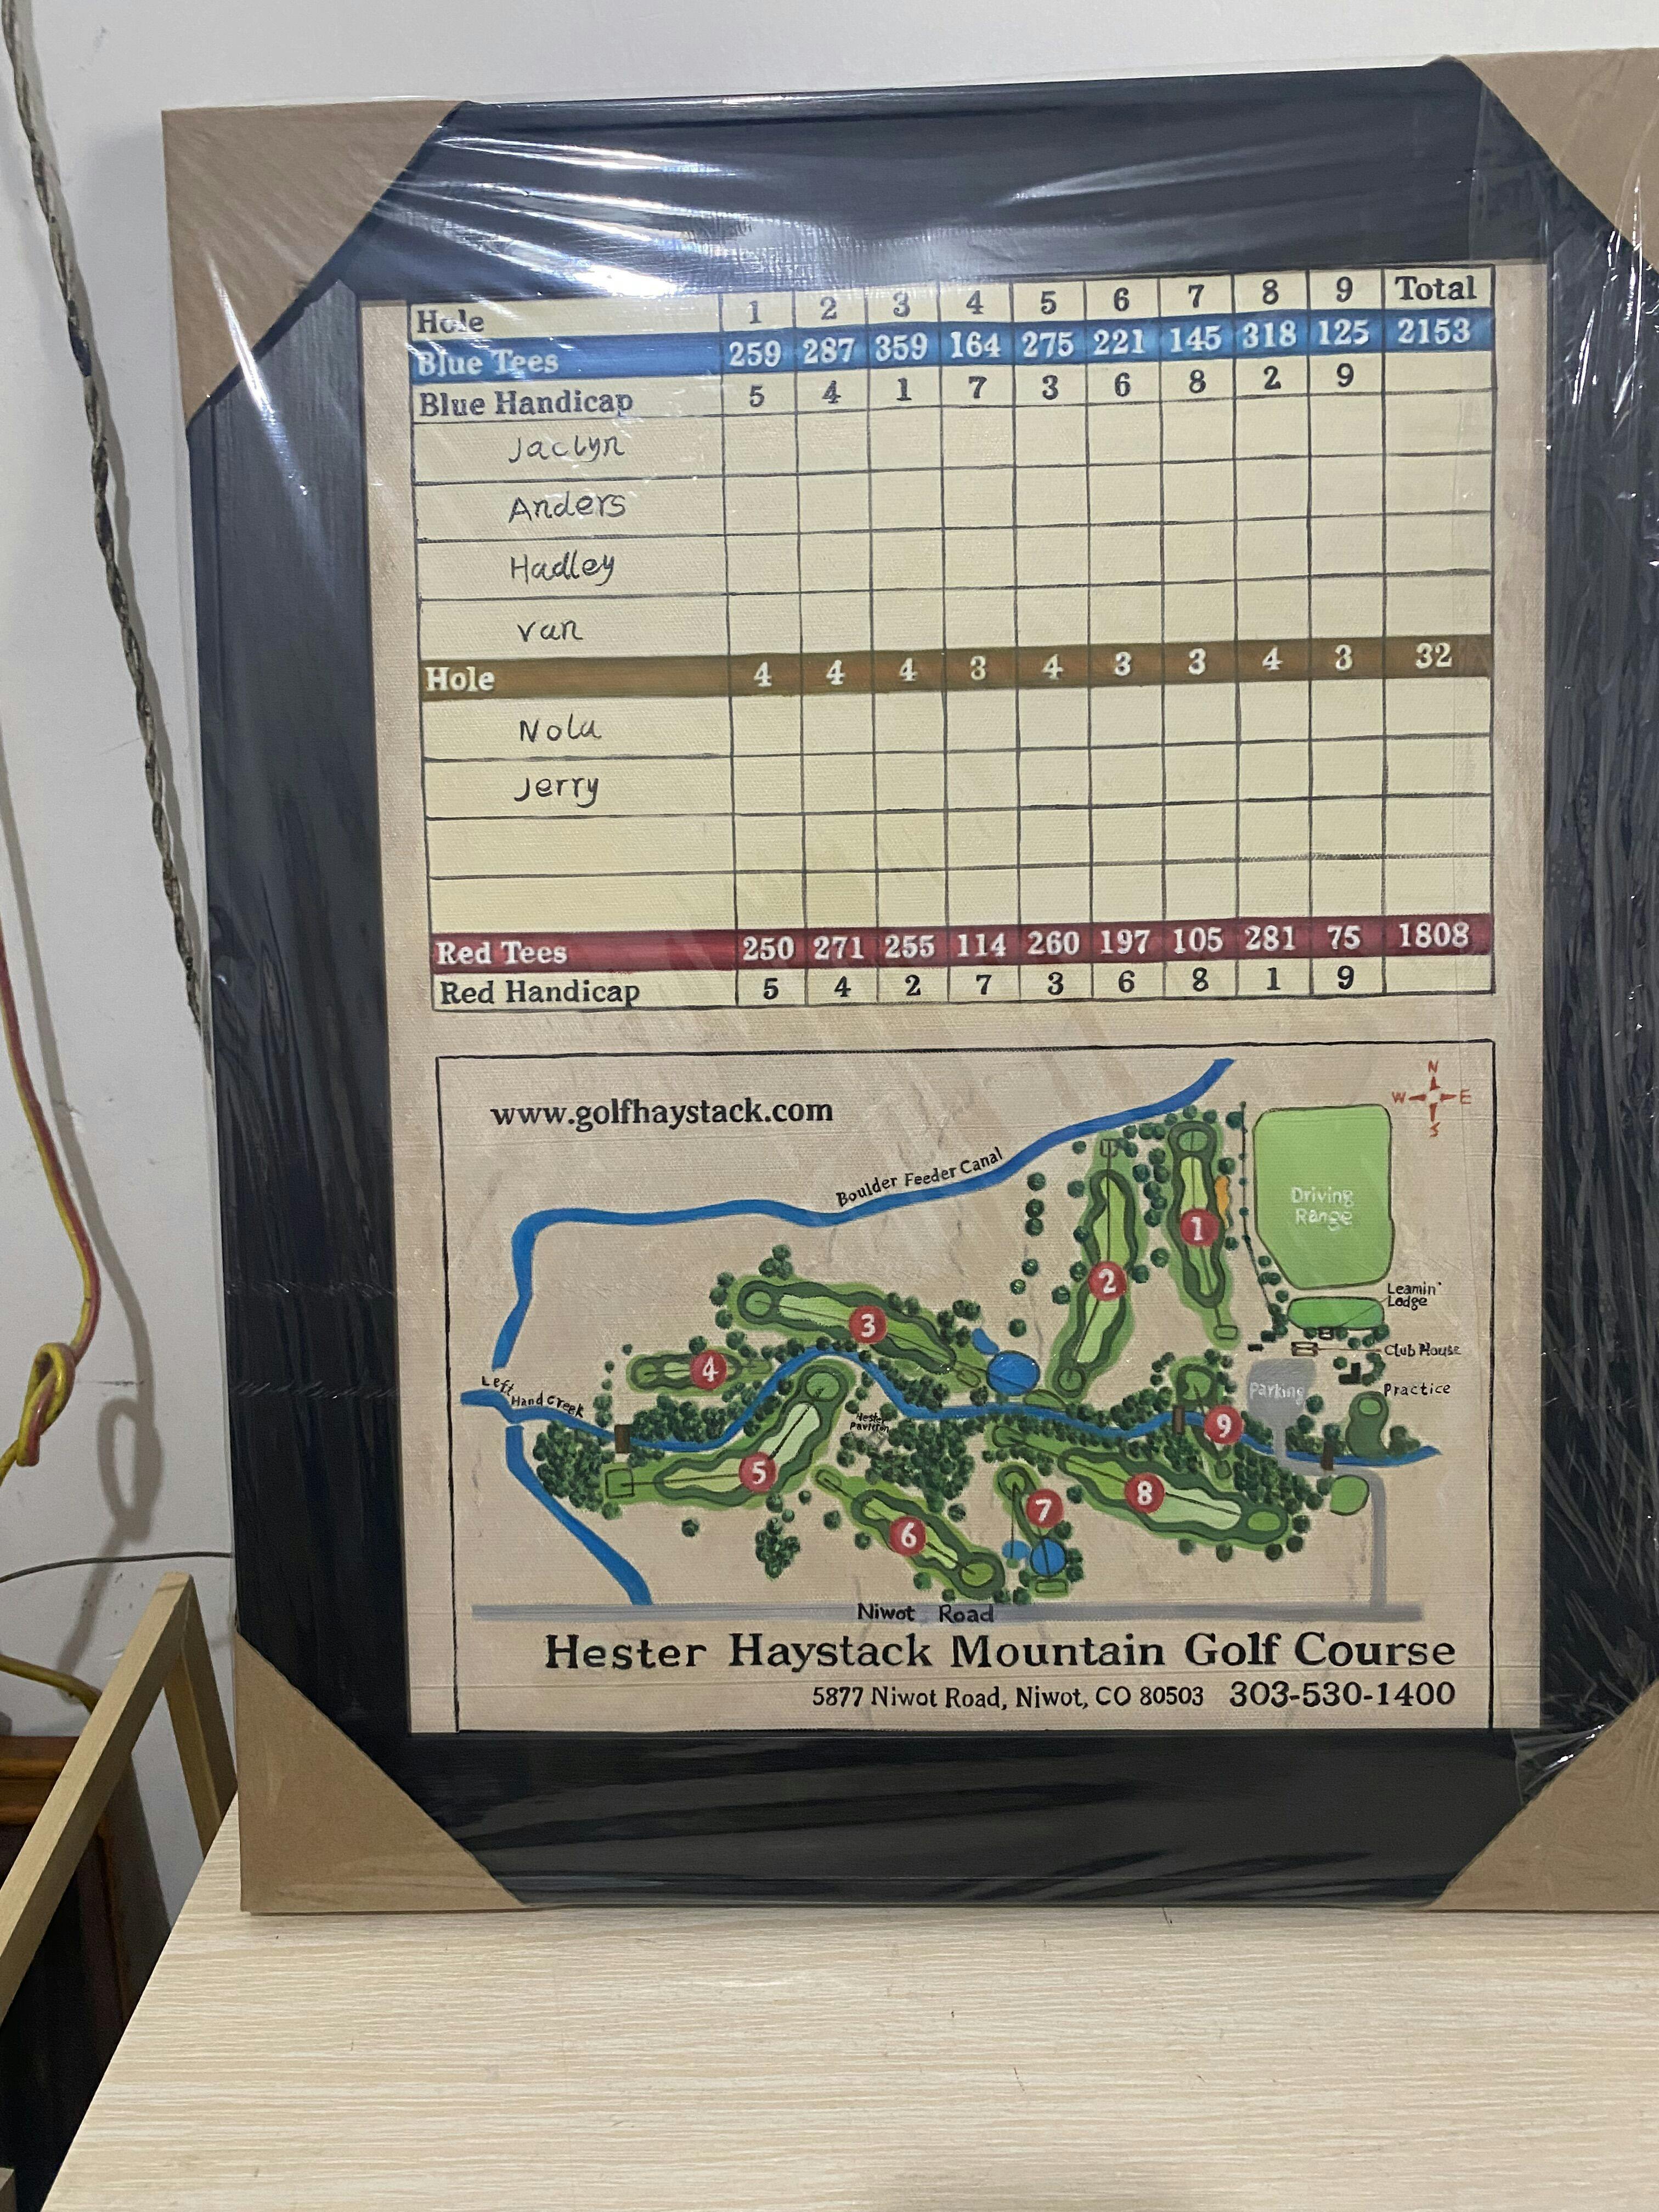 Hole 1 2 3 4 5 6 7 8 9 Total
Blue Tees 259 287 359 164 275 221 145 318 125 2153
Blue Handicap 5 4 1 7 3 6 8 2 9
Jaclyn
Anders
Hadley
van
Hole 4 4 4 3 4 3 3 4 3 32
Nola
Jerry
Red Tees 250 271 255 114 260 197 105 281 75 1808
Red Handicap 5 4 2 7 3 6 8 1 9
www.golfhaystack.com
N
W E
S
Boulder Feeder Canal
Driving
Range
1
2
Leamin'
Lodge
3
Club House
4
Left Hand Creek
Parking
Practice
Hester
Pavilion
9
5
8
7
6
Niwot Road
Hester Haystack Mountain Golf Course
5877 Niwot Road, Niwot, CO 80503 303-530-1400